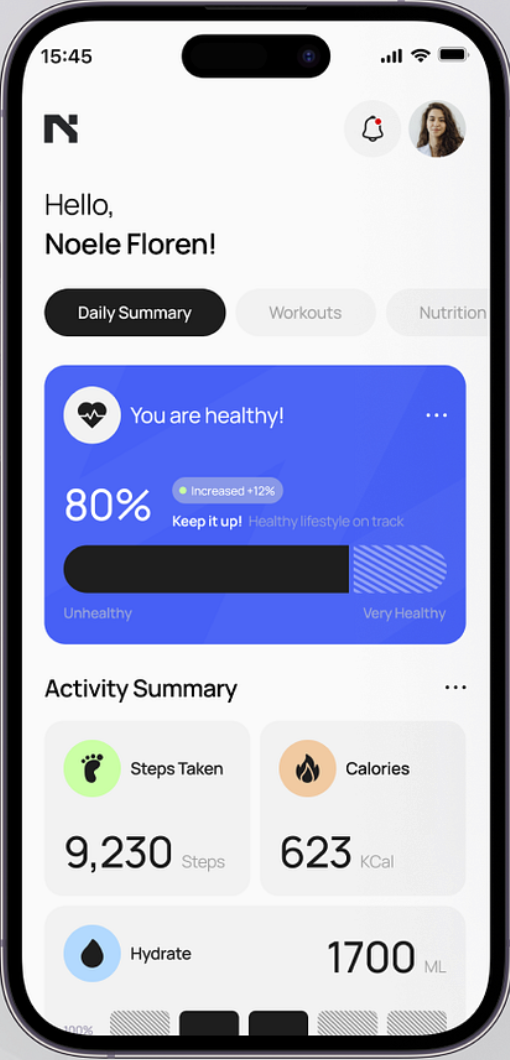 15:45
N
Hello,
Noele Floren!
Daily Summary
Workouts
Nutrition
You are healthy!
80%
Increased +12%
Keep it up! Healthy lifestyle on track
Unhealthy
Very Healthy
Activity Summary
Steps Taken
9,230 Steps
Calories
623 KCal
Hydrate
1700 ML
100%